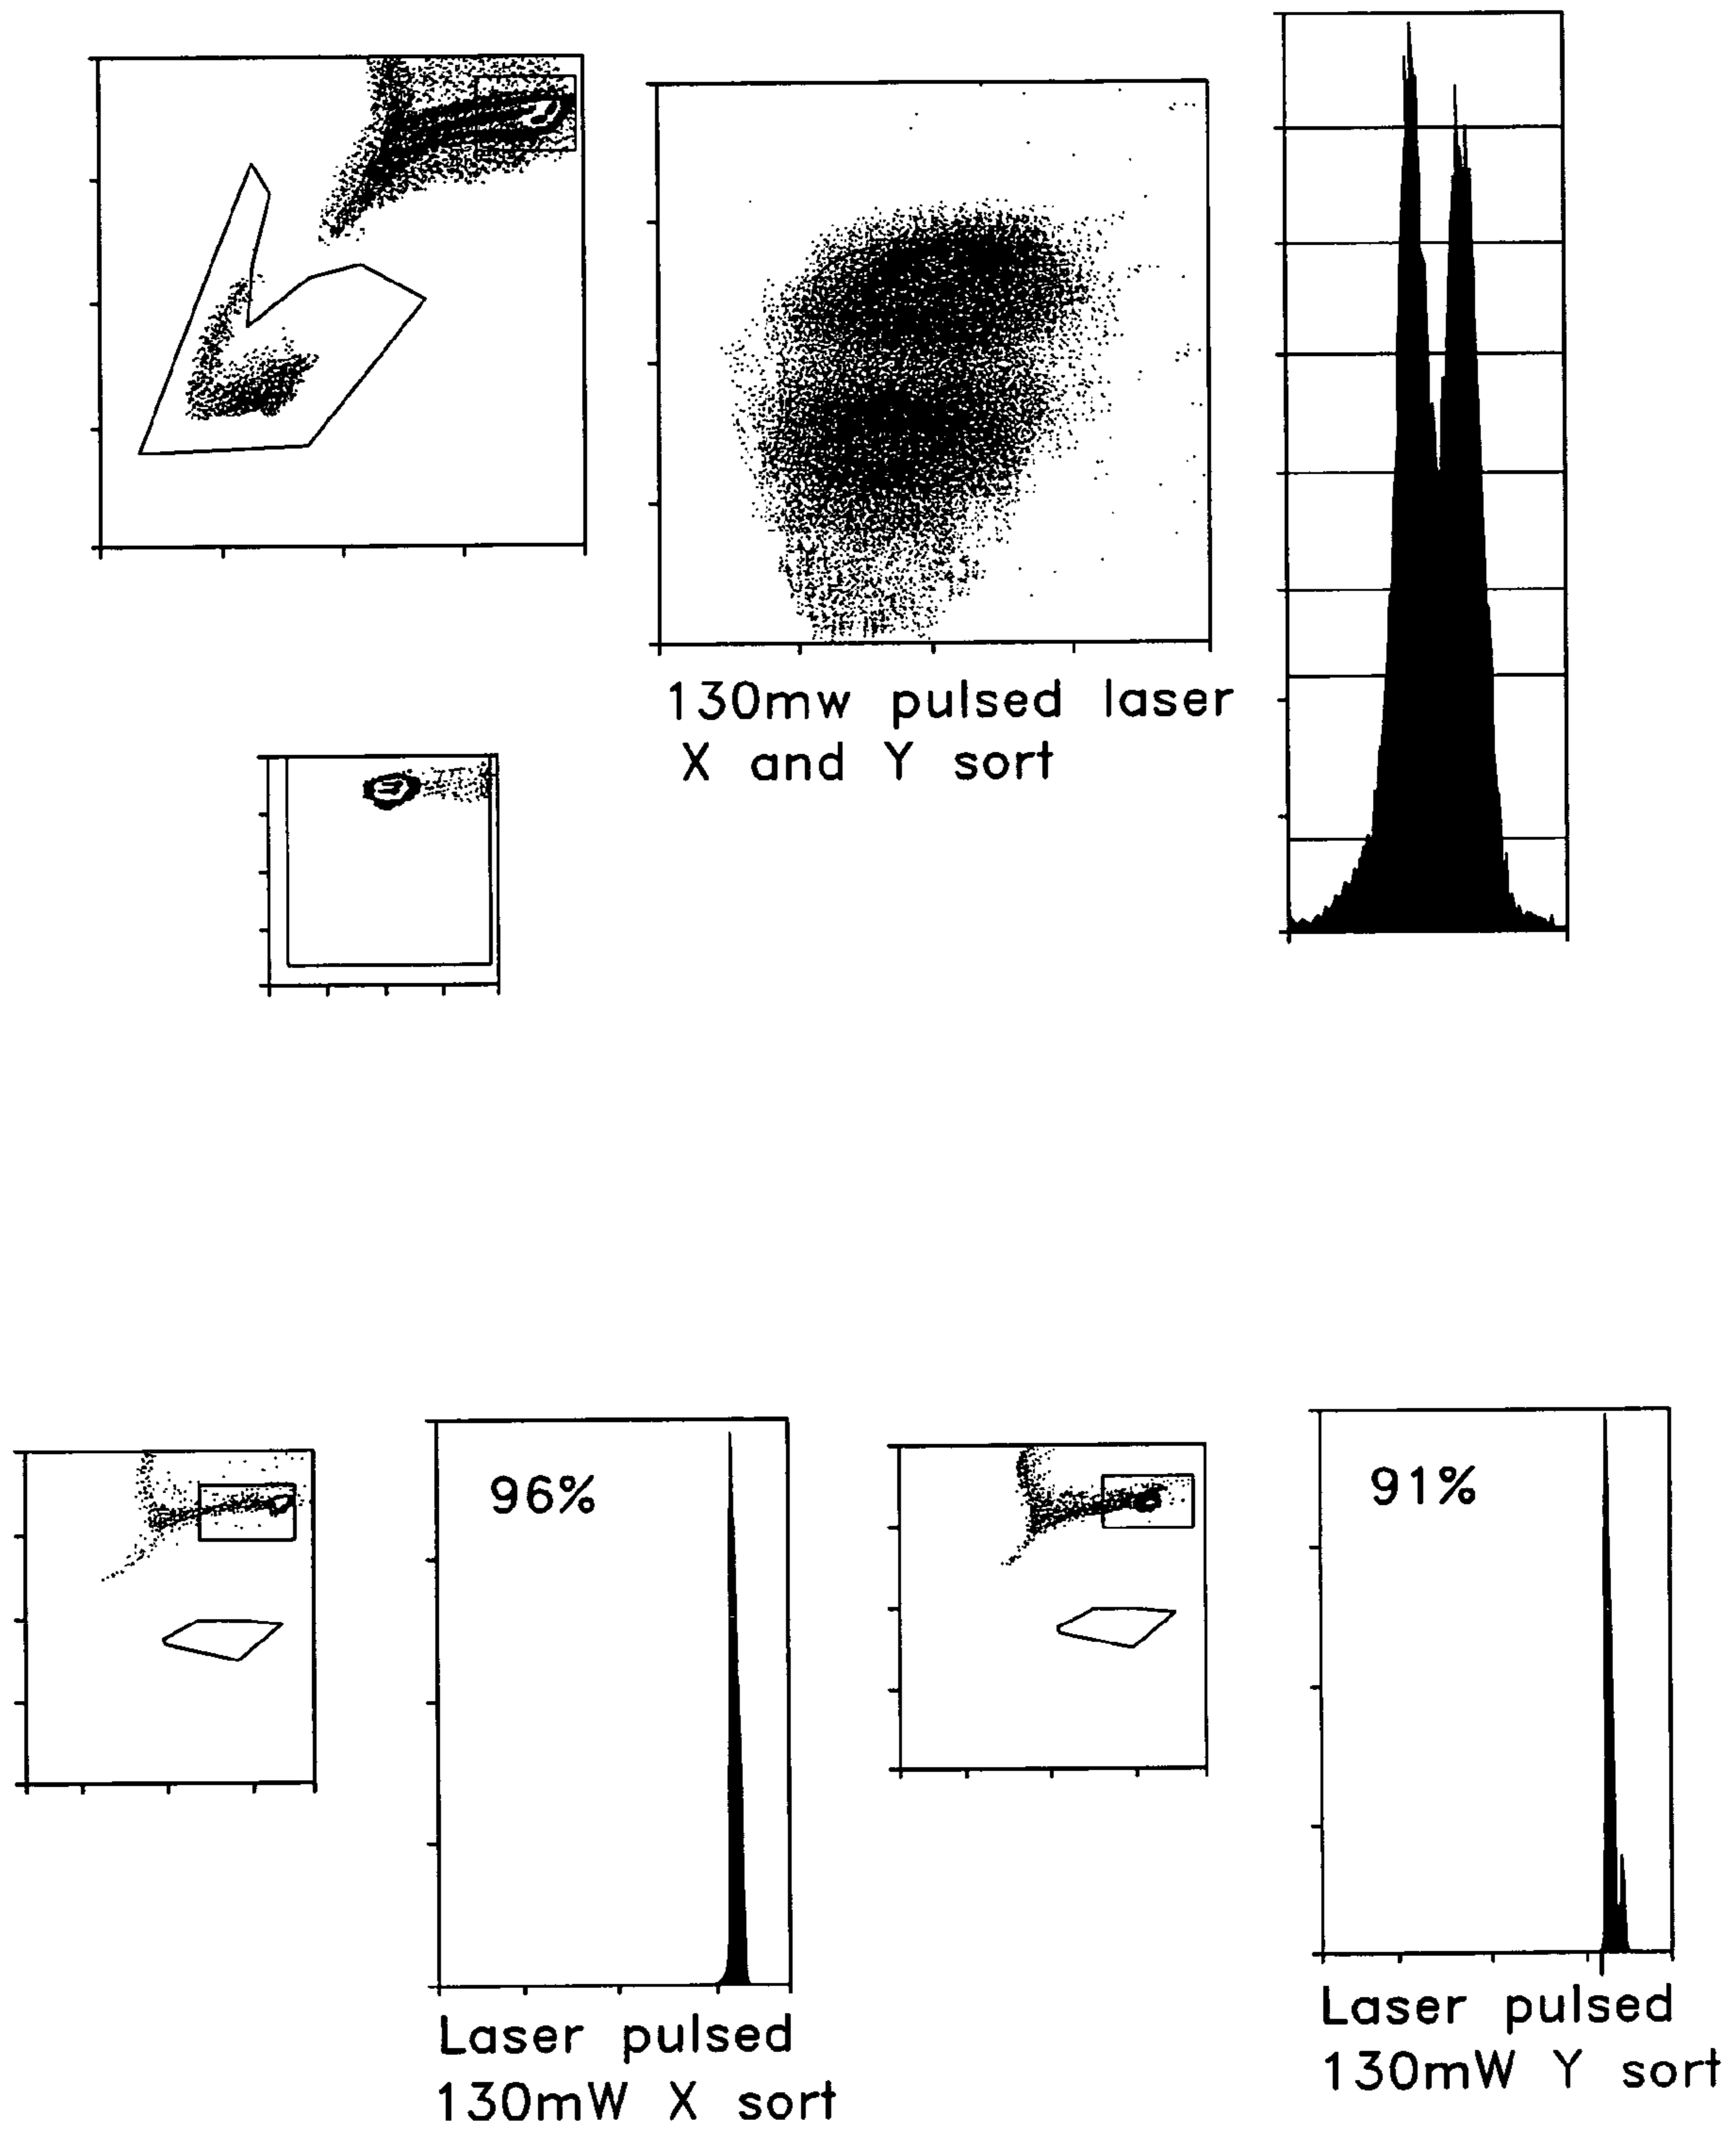 130mw pulsed laser
X and Y sort
96%
91%
Laser pulsed
130mW X sort
Laser pulsed
130mW Y sort